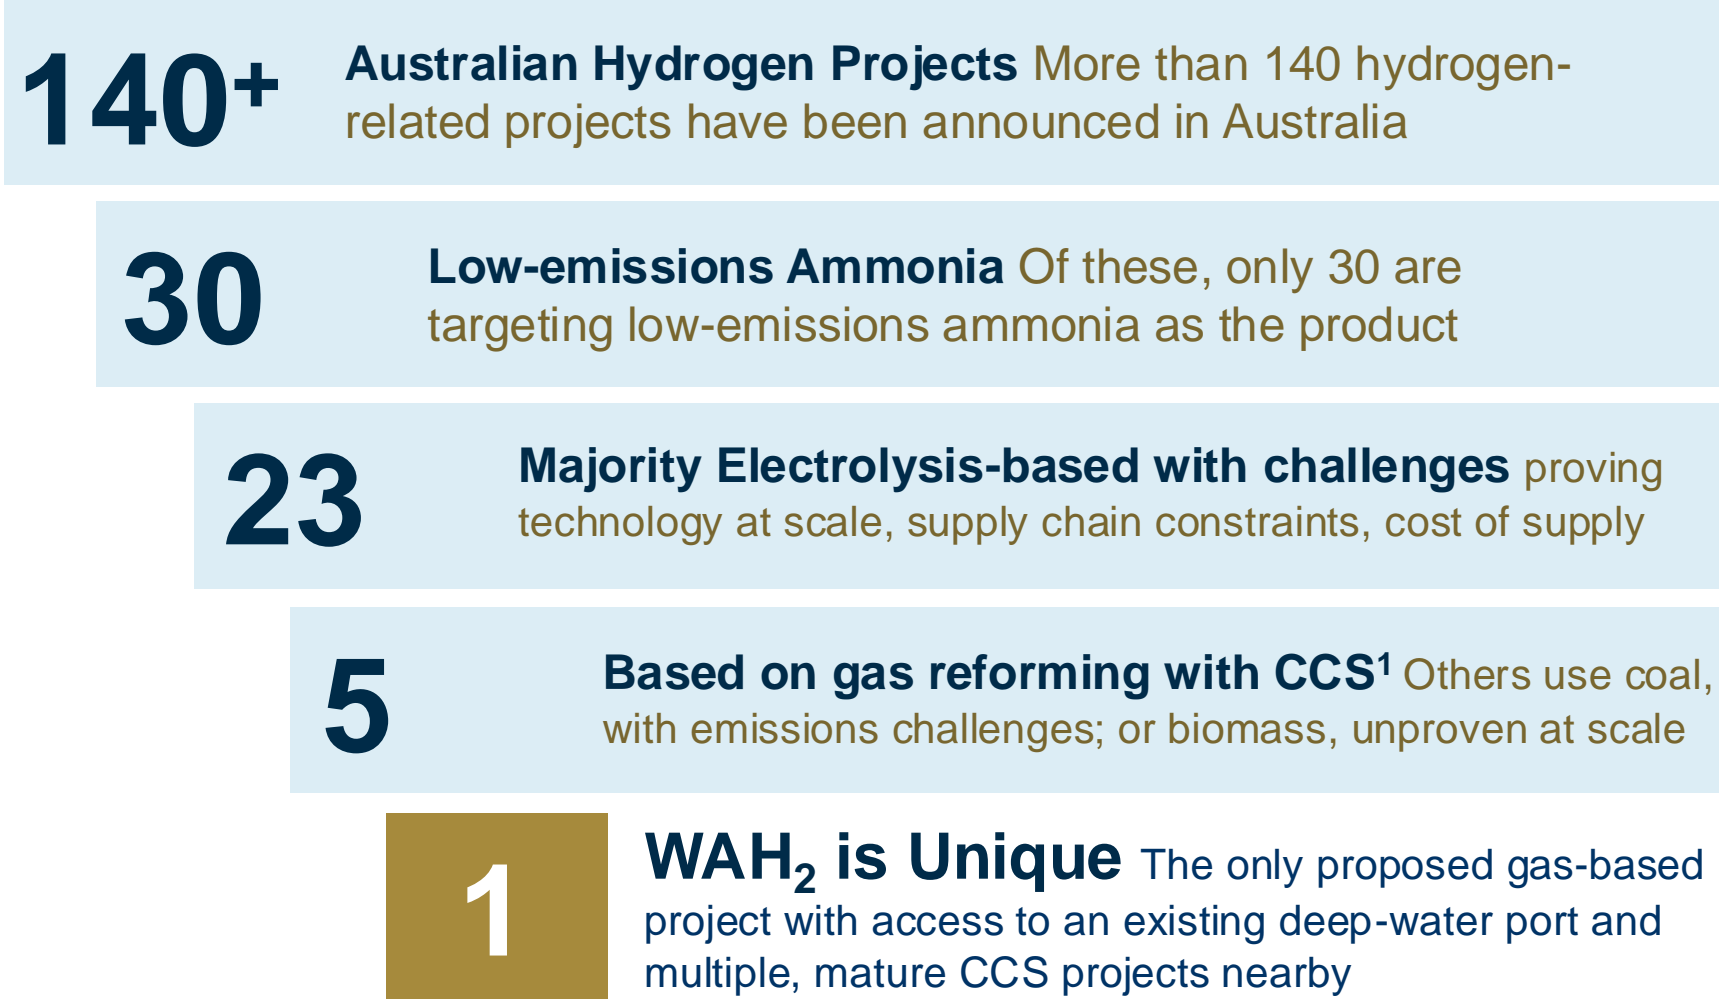 140+
Australian Hydrogen Projects More than 140 hydrogen-
related projects have been announced in Australia
30
Low-emissions Ammonia Of these, only 30 are
targeting low-emissions ammonia as the product
23
Majority Electrolysis-based with challenges proving
technology at scale, supply chain constraints, cost of supply
5
Based on gas reforming with CCS¹ Others use coal,
with emissions challenges; or biomass, unproven at scale
1
WAH₂ is Unique The only proposed gas-based
project with access to an existing deep-water port and
multiple, mature CCS projects nearby